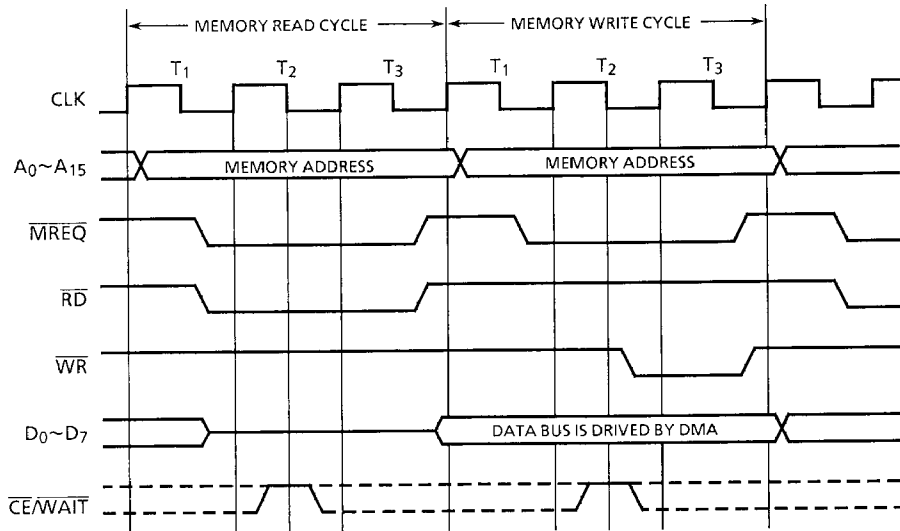 MEMORY READ CYCLE MEMORY WRITE CYCLE
T1 T2 T3 T1 T2 T3
CLK
A0~A15 MEMORY ADDRESS MEMORY ADDRESS
MREQ
RD
WR
D0~D7 DATA BUS IS DRIVED BY DMA
CE/WAIT